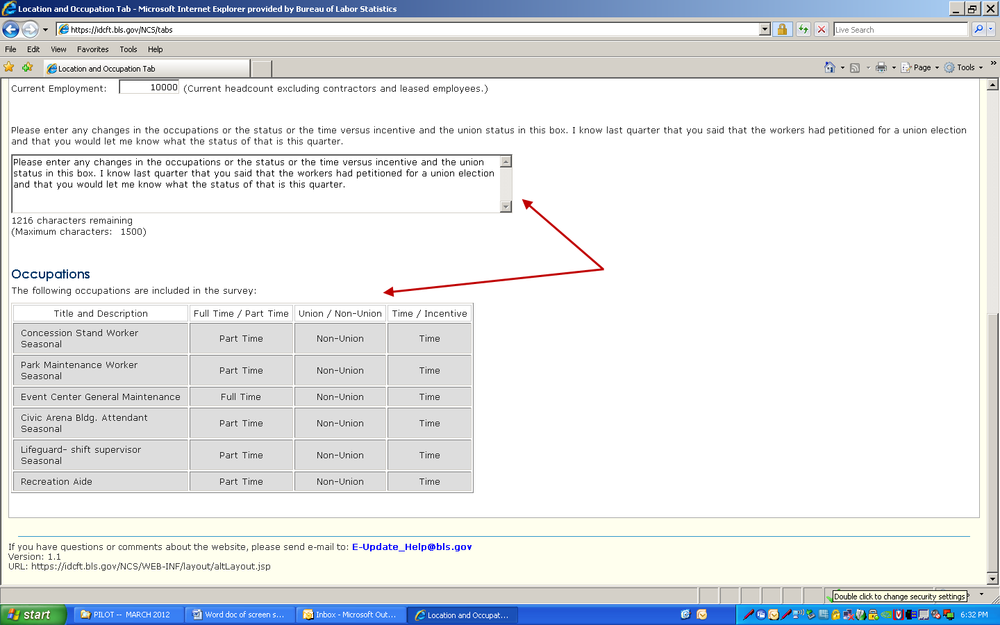 Location and Occupation Tab - Microsoft Internet Explorer provided by Bureau of Labor Statistics
https://idcft.bls.gov/NCS/tabs
Live Search
File Edit View Favorites Tools Help
Location and Occupation Tab
Page Tools
Current Employment: 10000 (Current headcount excluding contractors and leased employees.)
Please enter any changes in the occupations or the status or the time versus incentive and the union status in this box. I know last quarter that you said that the workers had petitioned for a union election
and that you would let me know what the status of that is this quarter.
Please enter any changes in the occupations or the status or the time versus incentive and the union
status in this box. I know last quarter that you said that the workers had petitioned for a union election
and that you would let me know what the status of that is this quarter.
1216 characters remaining
(Maximum characters: 1500)
Occupations
The following occupations are included in the survey:
Title and Description Full Time / Part Time Union / Non-Union Time / Incentive
Concession Stand Worker
Seasonal Part Time Non-Union Time
Park Maintenance Worker
Seasonal Part Time Non-Union Time
Event Center General Maintenance Full Time Non-Union Time
Civic Arena Bldg. Attendant
Seasonal Part Time Non-Union Time
Lifeguard- shift supervisor
Seasonal Part Time Non-Union Time
Recreation Aide Part Time Non-Union Time
If you have questions or comments about the website, please send e-mail to: E-Update_Help@bls.gov
Version: 1.1
URL: https://idcft.bls.gov/NCS/WEB-INF/layout/altLayout.jsp
Double click to change security settings
start PILOT -- MARCH 2012 Word doc of screen s... Inbox - Microsoft Out... Location and Occupat... 6:32 PM